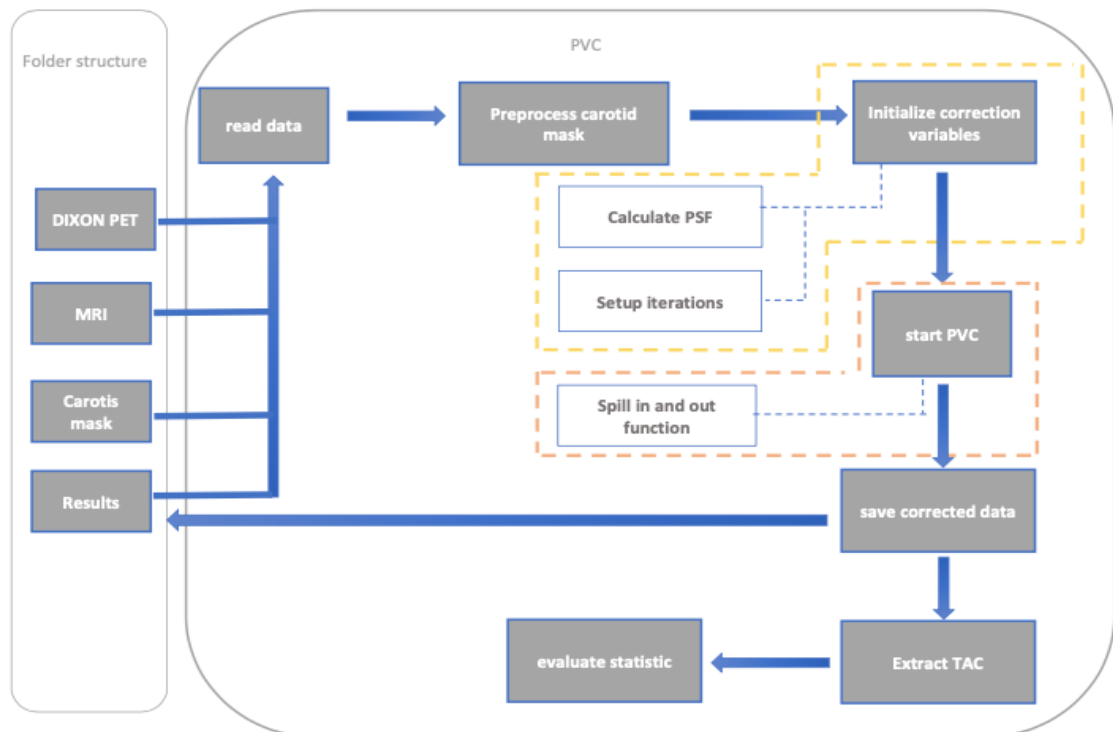 Folder structure
DIXON PET
MRI
Carotis
mask
Results
PVC
read data
Preprocess carotid
mask
Initialize correction
variables
Calculate PSF
Setup iterations
start PVC
Spill in and out
function
save corrected data
Extract TAC
evaluate statistic